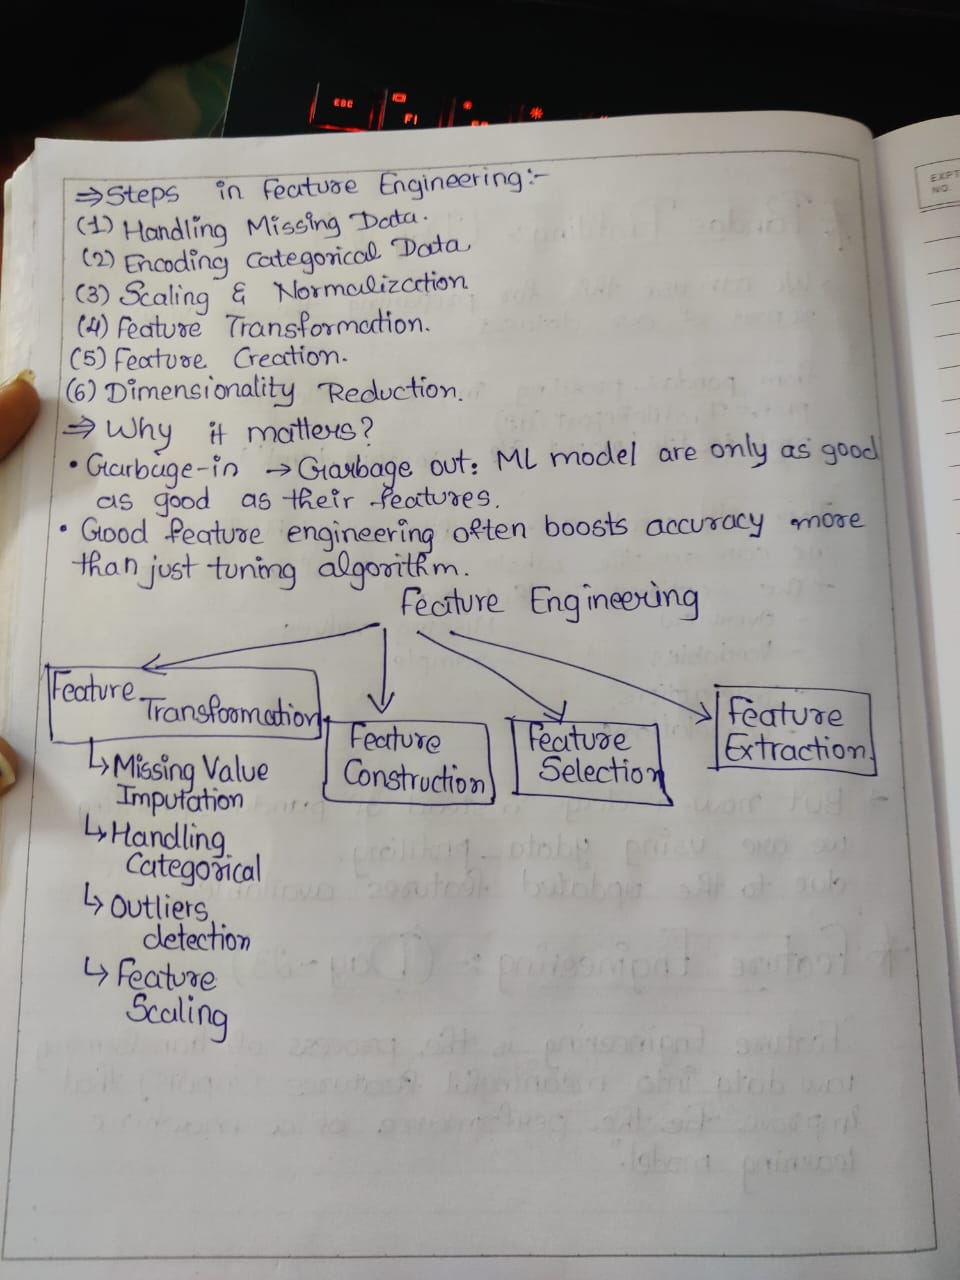 ESC
F1
EXPT
NO.
⇒ Steps in Feature Engineering:-
(1) Handling Missing Data.
(2) Encoding Categorical Data
(3) Scaling & Normalization
(4) Feature Transformation.
(5) Feature Creation.
(6) Dimensionality Reduction.
⇒ Why it matters?
• Garbage-in → Garbage out: ML model are only as good
as good as their features.
• Good feature engineering often boosts accuracy more
than just tuning algorithm.
Feature Engineering
Feature
Transformation
↳ Missing Value
Imputation
↳ Handling
Categorical
↳ Outliers
detection
↳ Feature
Scaling
Feature
Construction
Feature
Selection
Feature
Extraction